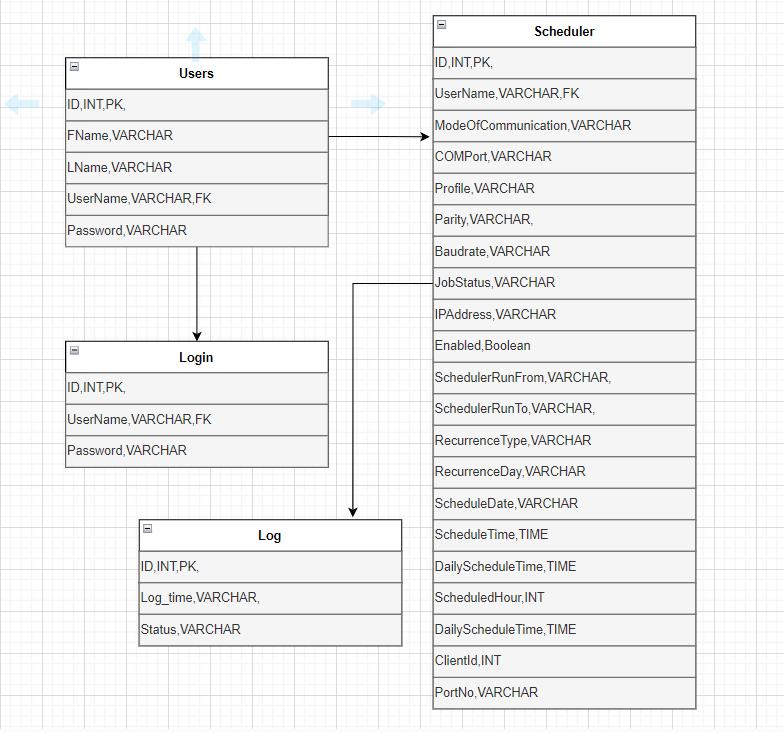 Users
ID,INT,PK,
FName,VARCHAR
LName,VARCHAR
UserName,VARCHAR,FK
Password,VARCHAR
Login
ID,INT,PK,
UserName,VARCHAR,FK
Password,VARCHAR
Log
ID,INT,PK,
Log_time,VARCHAR,
Status,VARCHAR
Scheduler
ID,INT,PK,
UserName,VARCHAR,FK
ModeOfCommunication,VARCHAR
COMPort,VARCHAR
Profile,VARCHAR
Parity,VARCHAR,
Baudrate,VARCHAR
JobStatus,VARCHAR
IPAddress,VARCHAR
Enabled,Boolean
SchedulerRunFrom,VARCHAR,
SchedulerRunTo,VARCHAR,
RecurrenceType,VARCHAR
RecurrenceDay,VARCHAR
ScheduleDate,VARCHAR
ScheduleTime,TIME
DailyScheduleTime,TIME
ScheduledHour,INT
DailyScheduleTime,TIME
ClientId,INT
PortNo,VARCHAR